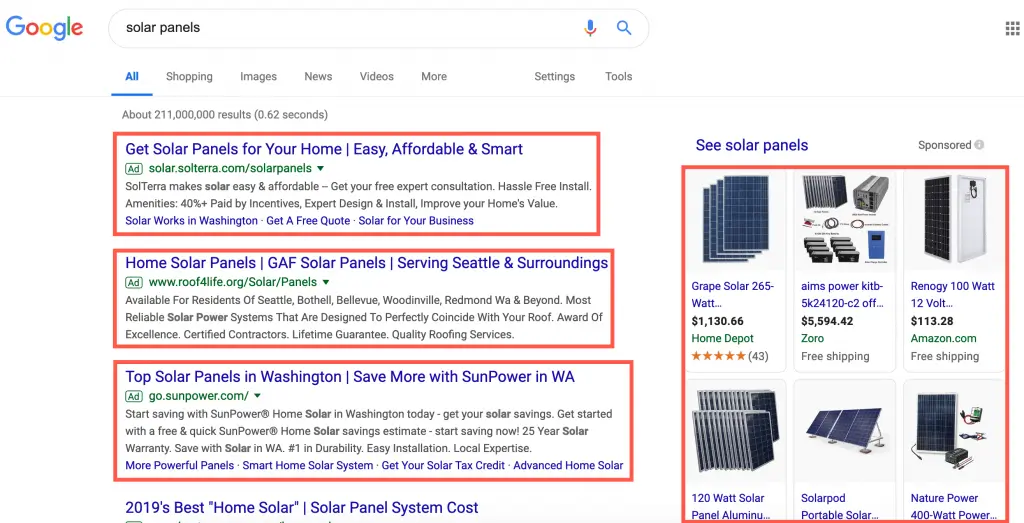 Google
solar panels
All Shopping Images News Videos More Settings Tools
About 211,000,000 results (0.62 seconds)
Get Solar Panels for Your Home | Easy, Affordable & Smart
Ad solar.solterra.com/solarpanels
SolTerra makes solar easy & affordable – Get your free expert consultation. Hassle Free Install.
Amenities: 40%+ Paid by Incentives, Expert Design & Install, Improve your Home's Value.
Solar Works in Washington · Get A Free Quote · Solar for Your Business
Home Solar Panels | GAF Solar Panels | Serving Seattle & Surroundings
Ad www.roof4life.org/Solar/Panels
Available For Residents Of Seattle, Bothell, Bellevue, Woodinville, Redmond Wa & Beyond. Most
Reliable Solar Power Systems That Are Designed To Perfectly Coincide With Your Roof. Award Of
Excellence. Certified Contractors. Lifetime Guarantee. Quality Roofing Services.
Top Solar Panels in Washington | Save More with SunPower in WA
Ad go.sunpower.com/
Start saving with SunPower® Home Solar in Washington today - get your solar savings. Get started
with a free & quick SunPower® Home Solar savings estimate - start saving now! 25 Year Solar
Warranty. Save with Solar in WA. #1 in Durability. Easy Installation. Local Expertise.
More Powerful Panels · Smart Home Solar System · Get Your Solar Tax Credit · Advanced Home Solar
2019's Best "Home Solar" | Solar Panel System Cost
See solar panels
Sponsored
Grape Solar 265-
Watt...
$1,130.66
Home Depot
(43)
aims power kitb-
5k24120-c2 off...
$5,594.42
Zoro
Free shipping
Renogy 100 Watt
12 Volt...
$113.28
Amazon.com
Free shipping
120 Watt Solar
Panel Aluminu...
Solarpod
Portable Solar...
Nature Power
400-Watt Power...